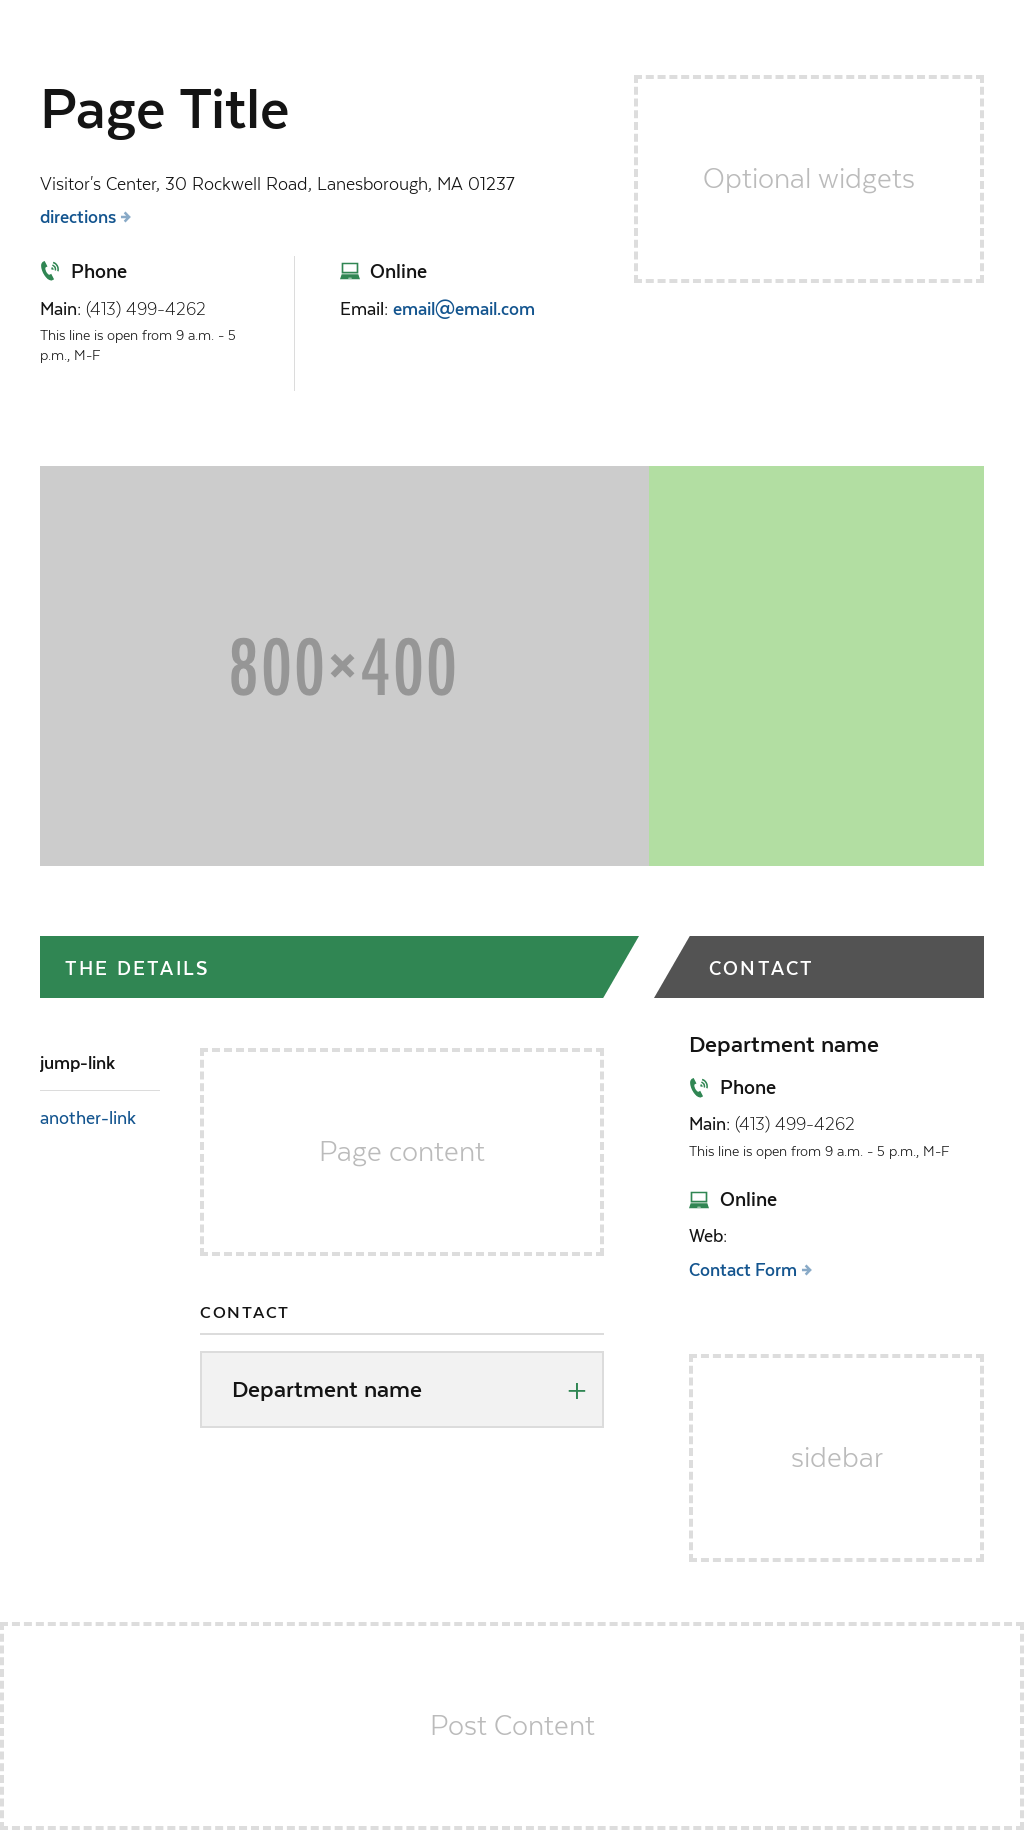 Page Title
Optional widgets
Visitor's Center, 30 Rockwell Road, Lanesborough, MA 01237
directions
Phone
Main: (413) 499-4262
This line is open from 9 a.m. - 5
p.m., M-F
Online
Email: email@email.com
800×400
THE DETAILS
jump-link
another-link
Page content
CONTACT
Department name
+
CONTACT
Department name
Phone
Main: (413) 499-4262
This line is open from 9 a.m. - 5 p.m., M-F
Online
Web:
Contact Form
sidebar
Post Content